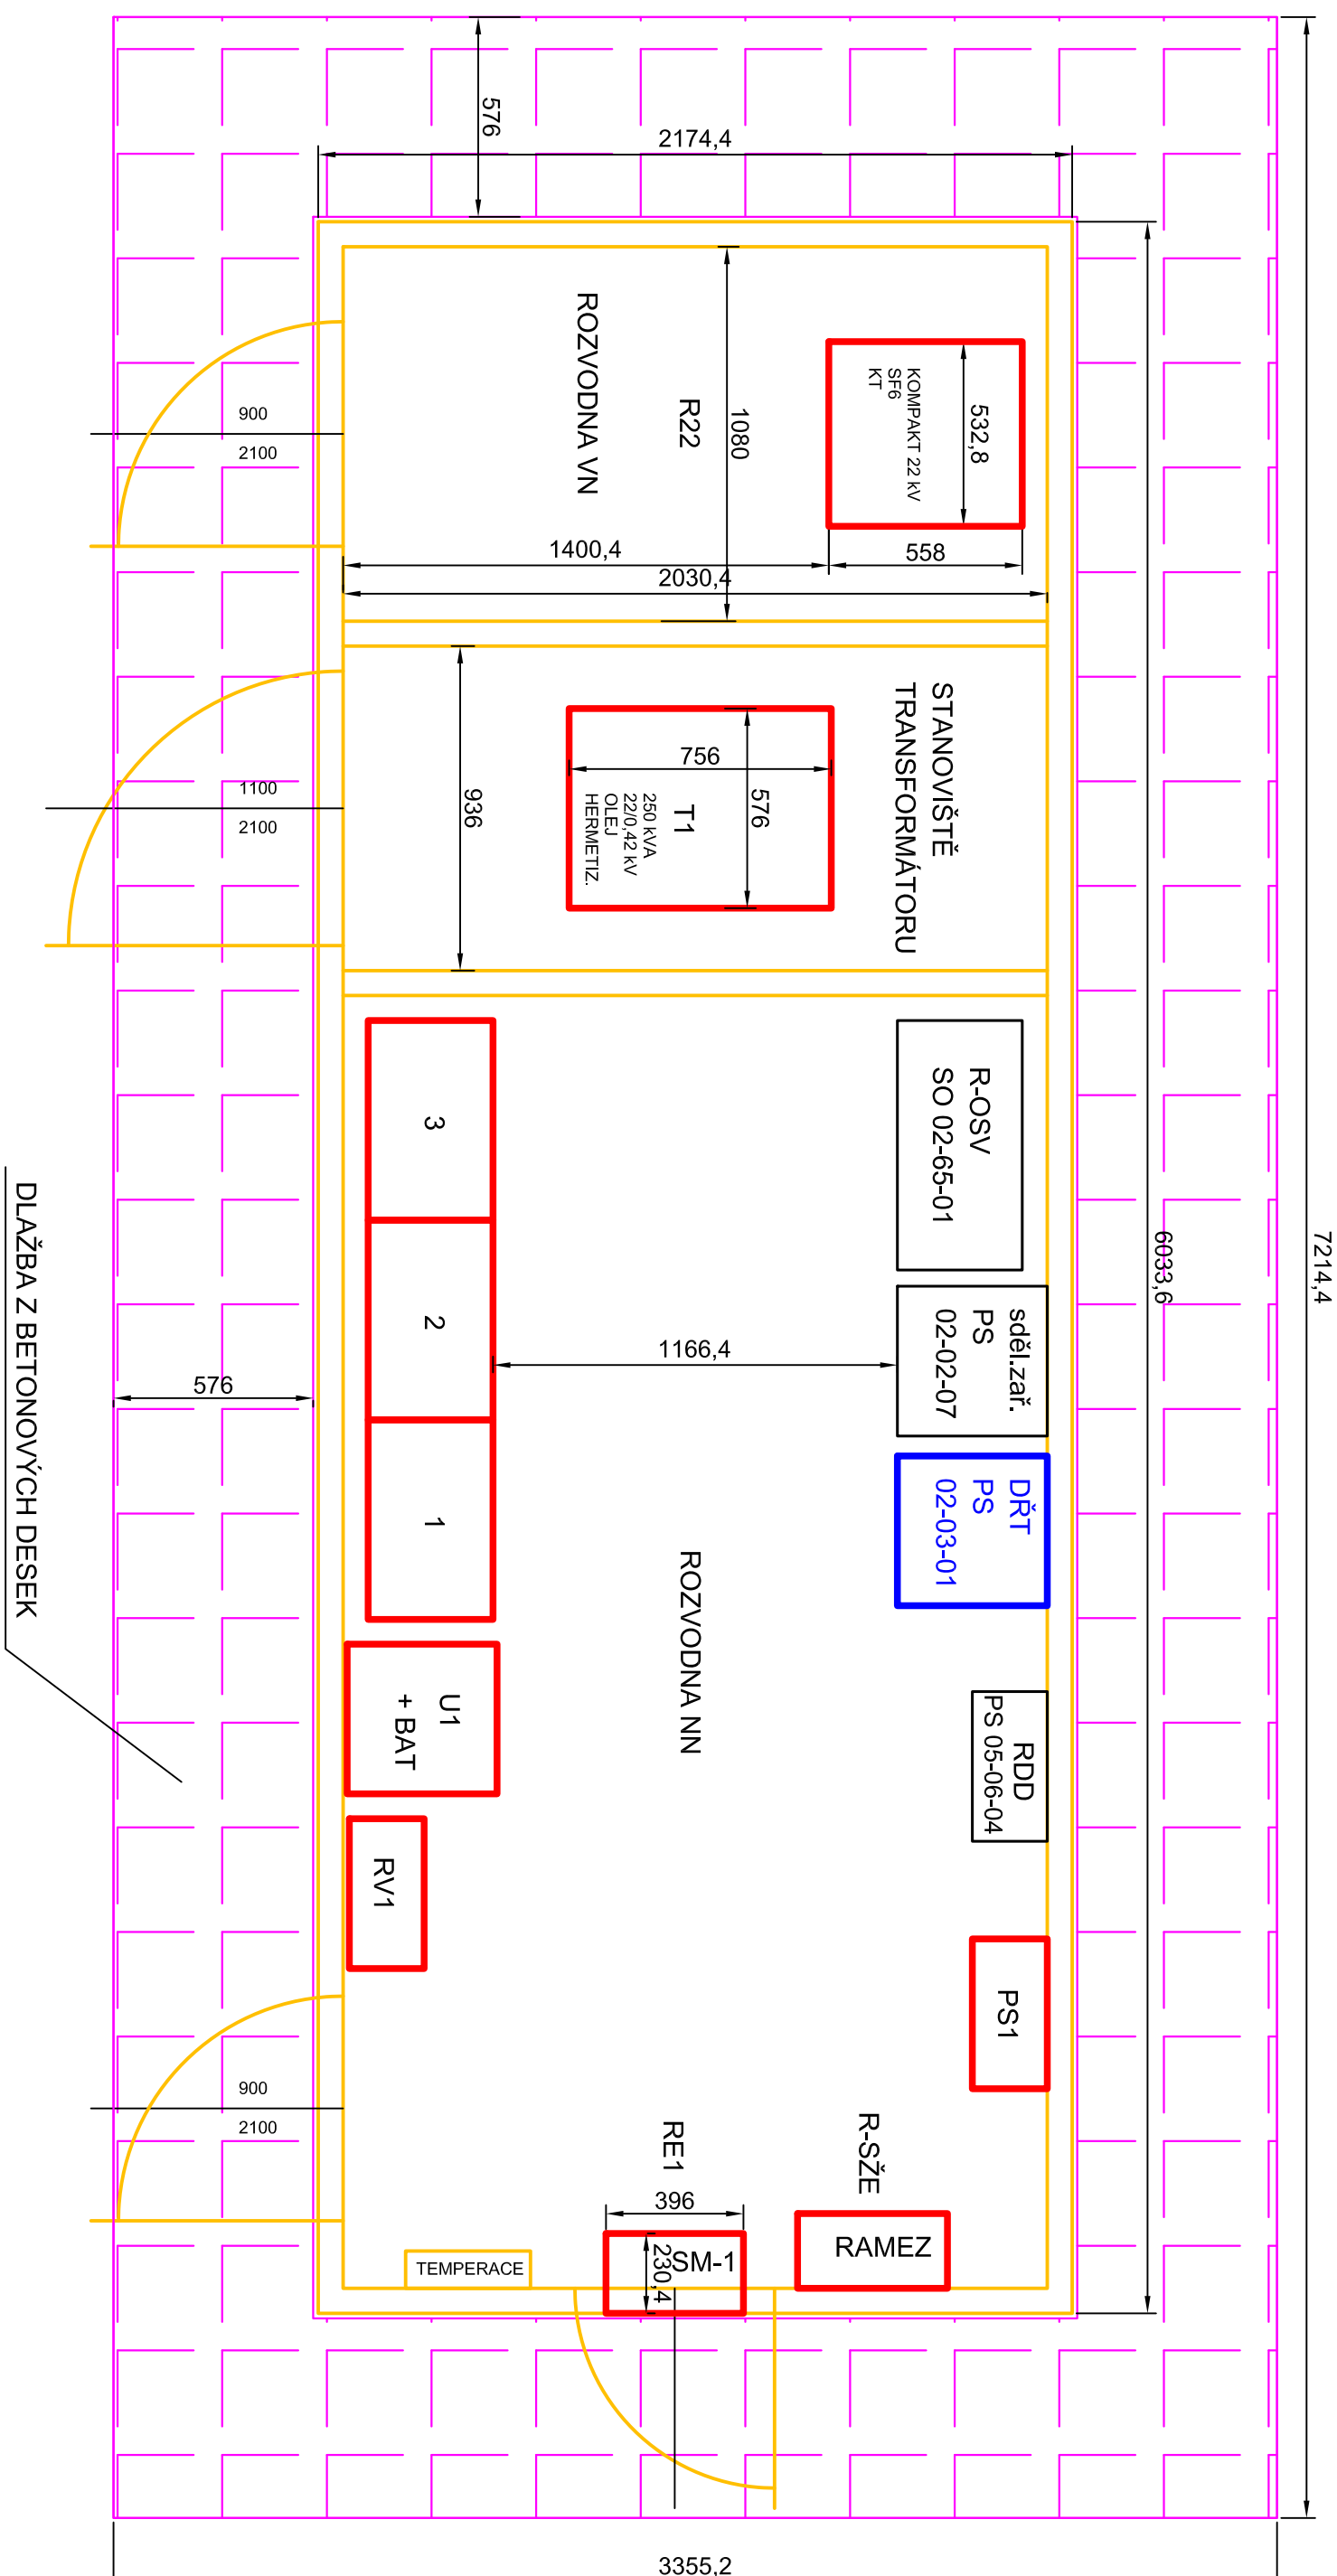 7214,4
576
2174,4
ROZVODNA VN
R22
1080
KOMPAKT 22 kV
SF6
KT
532,8
900
2100
1400,4
558
2030,4
STANOVIŠTĚ
TRANSFORMÁTORU
936
756
576
T1
250 kVA
22/0,42 kV
OLEJ
HERMETIZ.
1100
2100
6033,6
R-OSV
SO 02-65-01
3
2
1
sděl.zař.
PS
02-02-07
1166,4
576
DŘT
PS
02-03-01
DLAŽBA Z BETONOVÝCH DESEK
ROZVODNA NN
U1
+ BAT
RDD
PS 05-06-04
RV1
PS1
900
2100
RE1
R-SŽE
396
230,4
SM-1
RAMEZ
TEMPERACE
3355,2